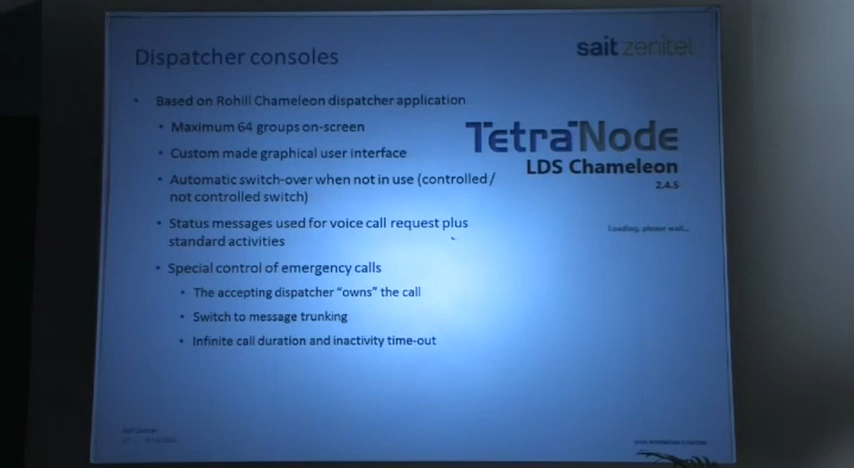 Dispatcher consoles
sait zenitel
• Based on Rohill Chameleon dispatcher application
• Maximum 64 groups on-screen
• Custom made graphical user interface
• Automatic switch-over when not in use (controlled/
not controlled switch)
• Status messages used for voice call request plus
standard activities
• Special control of emergency calls
• The accepting dispatcher “owns” the call
• Switch to message trunking
• Infinite call duration and inactivity time-out
TetraNode
LDS Chameleon
2.4.5
Loading, please wait...